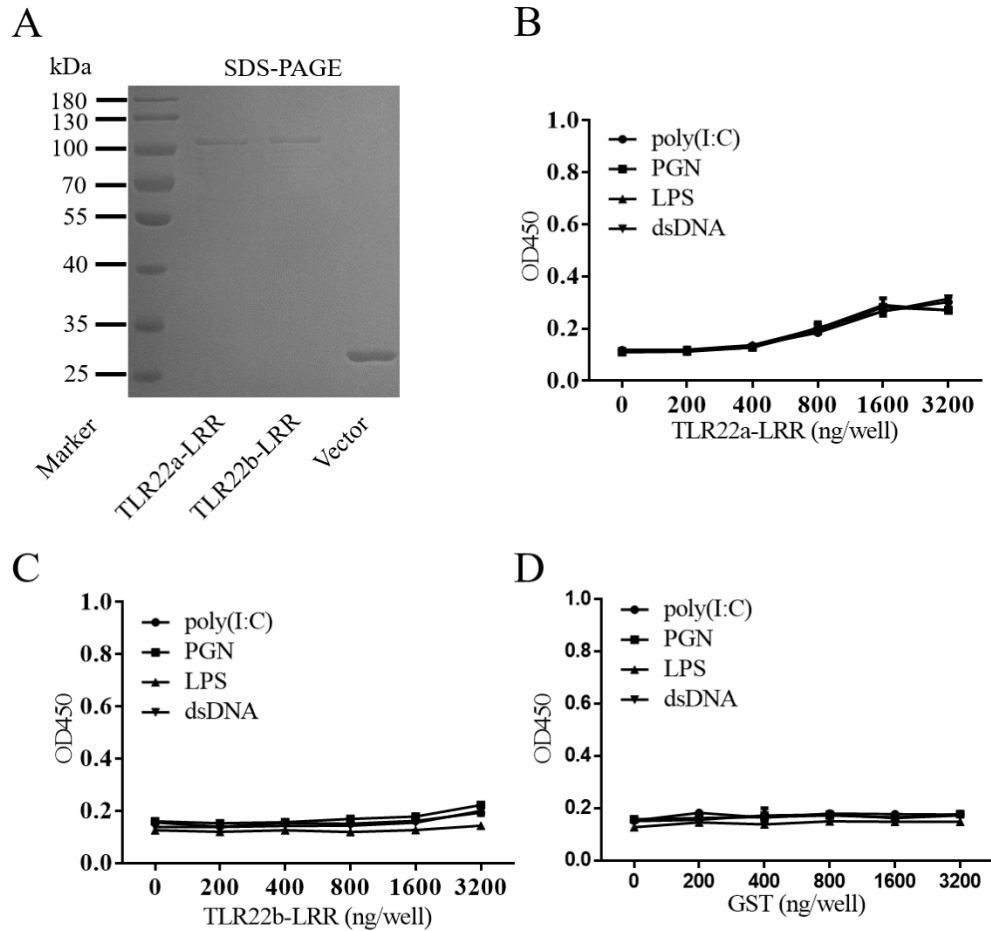 A
kDa
SDS-PAGE
180
130
100
70
55
40
35
25
Marker
TLR22a-LRR
TLR22b-LRR
Vector
B
OD450
1.0
0.8
0.6
0.4
0.2
0.0
poly(I:C)
PGN
LPS
dsDNA
0 200 400 800 1600 3200
TLR22a-LRR (ng/well)
C
OD450
1.0
0.8
0.6
0.4
0.2
0.0
poly(I:C)
PGN
LPS
dsDNA
0 200 400 800 1600 3200
TLR22b-LRR (ng/well)
D
OD450
1.0
0.8
0.6
0.4
0.2
0.0
poly(I:C)
PGN
LPS
dsDNA
0 200 400 800 1600 3200
GST (ng/well)